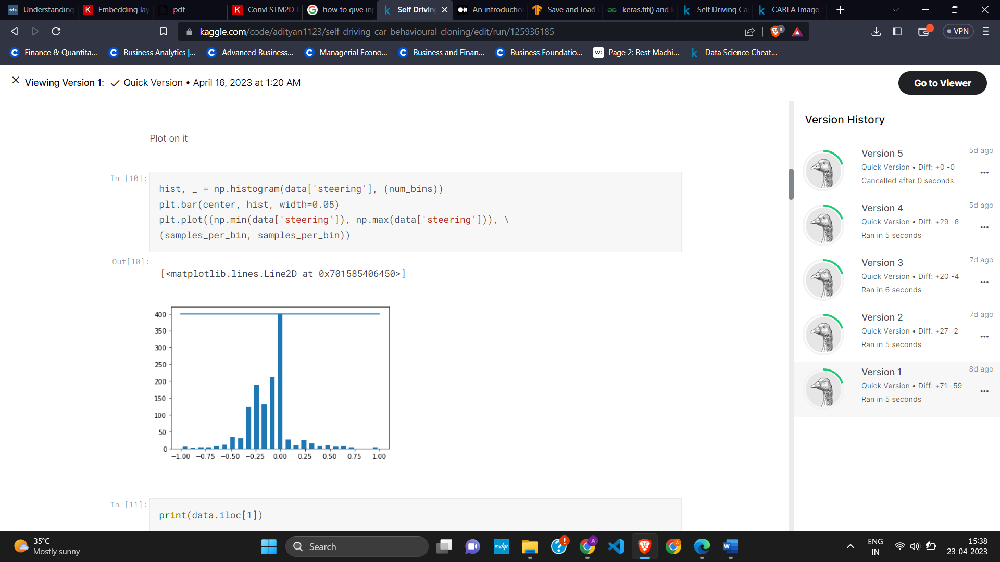 tds Understanding
K Embedding lay
pdf
K ConvLSTM2D l
G how to give inp
k Self Driving
An introduction
Save and load
keras.fit() and k
k Self Driving Ca
k CARLA Image S
kaggle.com/code/adityan1123/self-driving-car-behavioural-cloning/edit/run/125936185
8
VPN
C Finance & Quantita...
C Business Analytics |...
C Advanced Business...
C Managerial Econo...
C Business and Finan...
C Business Foundatio...
w: Page 2: Best Machi...
k Data Science Cheat...
Viewing Version 1: Quick Version • April 16, 2023 at 1:20 AM
Go to Viewer
Plot on it
In [10]:
hist, _ = np.histogram(data['steering'], (num_bins))
plt.bar(center, hist, width=0.05)
plt.plot((np.min(data['steering']), np.max(data['steering'])), \
(samples_per_bin, samples_per_bin))
Out[10]:
[<matplotlib.lines.Line2D at 0x701585406450>]
400
350
300
250
200
150
100
50
0
−1.00 −0.75 −0.50 −0.25 0.00 0.25 0.50 0.75 1.00
In [11]:
print(data.iloc[1])
Version History
Version 5
5d ago
Quick Version • Diff: +0 -0
Cancelled after 0 seconds
Version 4
5d ago
Quick Version • Diff: +29 -6
Ran in 5 seconds
Version 3
7d ago
Quick Version • Diff: +20 -4
Ran in 6 seconds
Version 2
7d ago
Quick Version • Diff: +27 -2
Ran in 5 seconds
Version 1
8d ago
Quick Version • Diff: +71 -59
Ran in 5 seconds
35°C
Mostly sunny
Search
myhp
A
A
W
ENG
IN
15:38
23-04-2023